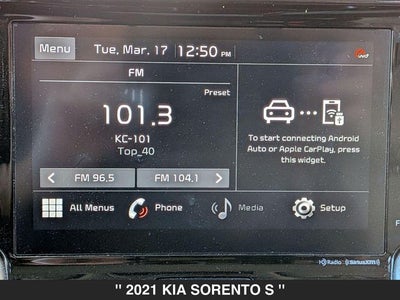 Menu
Tue, Mar. 17 | 12:50 PM
FM
Preset
101.3
KC-101
Top_40
< FM 96.5
FM 104.1 >
To start connecting Android
Auto or Apple CarPlay, press
this widget.
All Menus
Phone
Media
Setup
HD Radio
SiriusXM
" 2021 KIA SORENTO S "